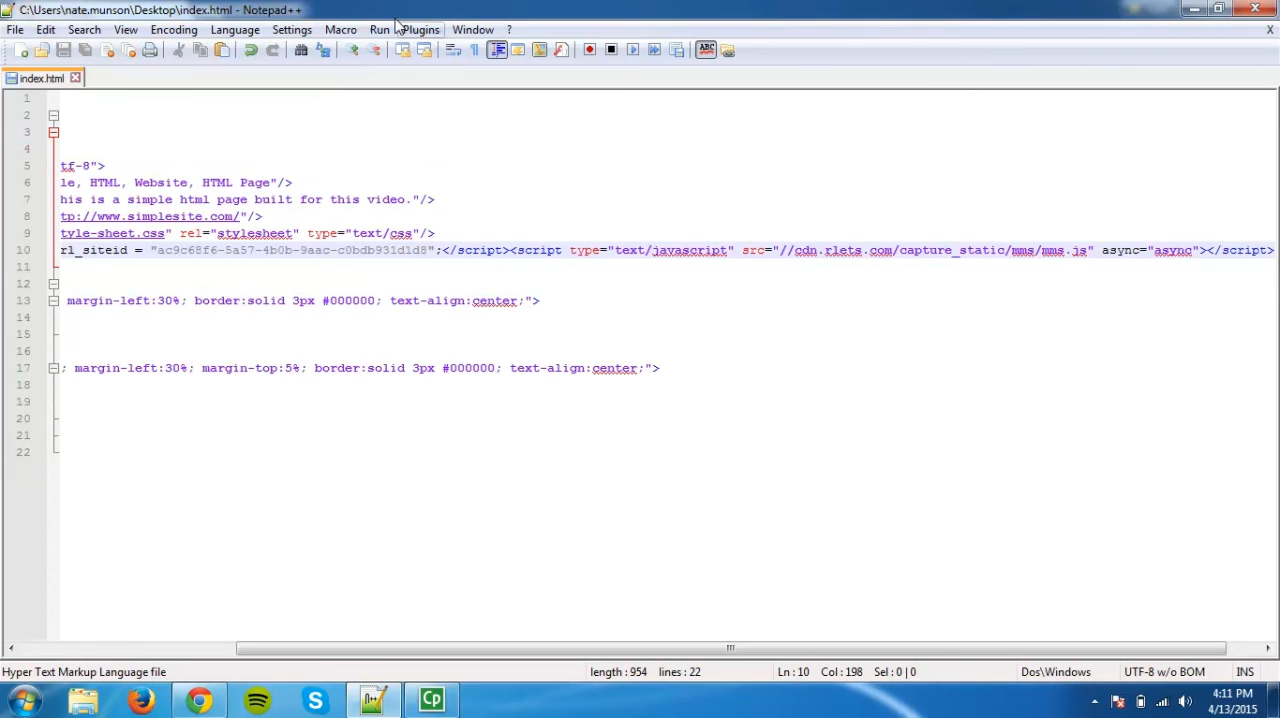 C:\Users\nate.munson\Desktop\index.html - Notepad++
File Edit Search View Encoding Language Settings Macro Run Plugins Window ? X
ABC
index.html
1
2
3
4
5 tf-8">
6 le, HTML, Website, HTML Page"/>
7 his is a simple html page built for this video."/>
8 tp://www.simplesite.com/"/>
9 tyle-sheet.css" rel="stylesheet" type="text/css"/>
10 rl_siteid = "ac9c68f6-5a57-4b0b-9aac-c0bdb931d1d8";</script><script type="text/javascript" src="//cdn.rlets.com/capture_static/mms/mms.js" async="async"></script>
11
12
13 margin-left:30%; border:solid 3px #000000; text-align:center;">
14
15
16
17 ; margin-left:30%; margin-top:5%; border:solid 3px #000000; text-align:center;">
18
19
20
21
22
Hyper Text Markup Language file length : 954 lines : 22 Ln : 10 Col : 198 Sel : 0 | 0 Dos\Windows UTF-8 w/o BOM INS
Cp
4:11 PM
4/13/2015